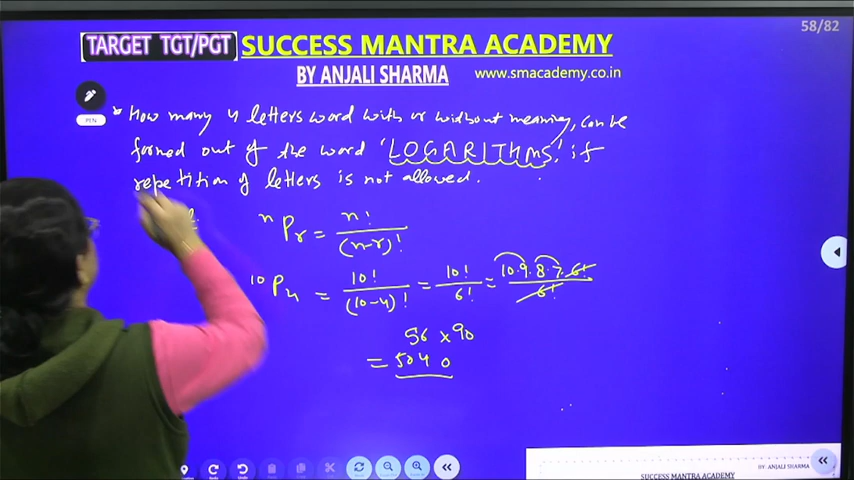 58/82
TARGET TGT/PGT SUCCESS MANTRA ACADEMY
BY ANJALI SHARMA www.smacademy.co.in
PEN
* How many 4 letters word with or without meaning, can be
formed out of the word 'LOGARITHMS' if
repetition of letters is not allowed.
ⁿPᵣ = n! / (n-r)!
¹⁰P₄ = 10! / (10-4)! = 10! / 6! = 10.9.8.7.6! / 6!
56 x 90
= 5040
BY: ANJALI SHARMA
SUCCESS MANTRA ACADEMY